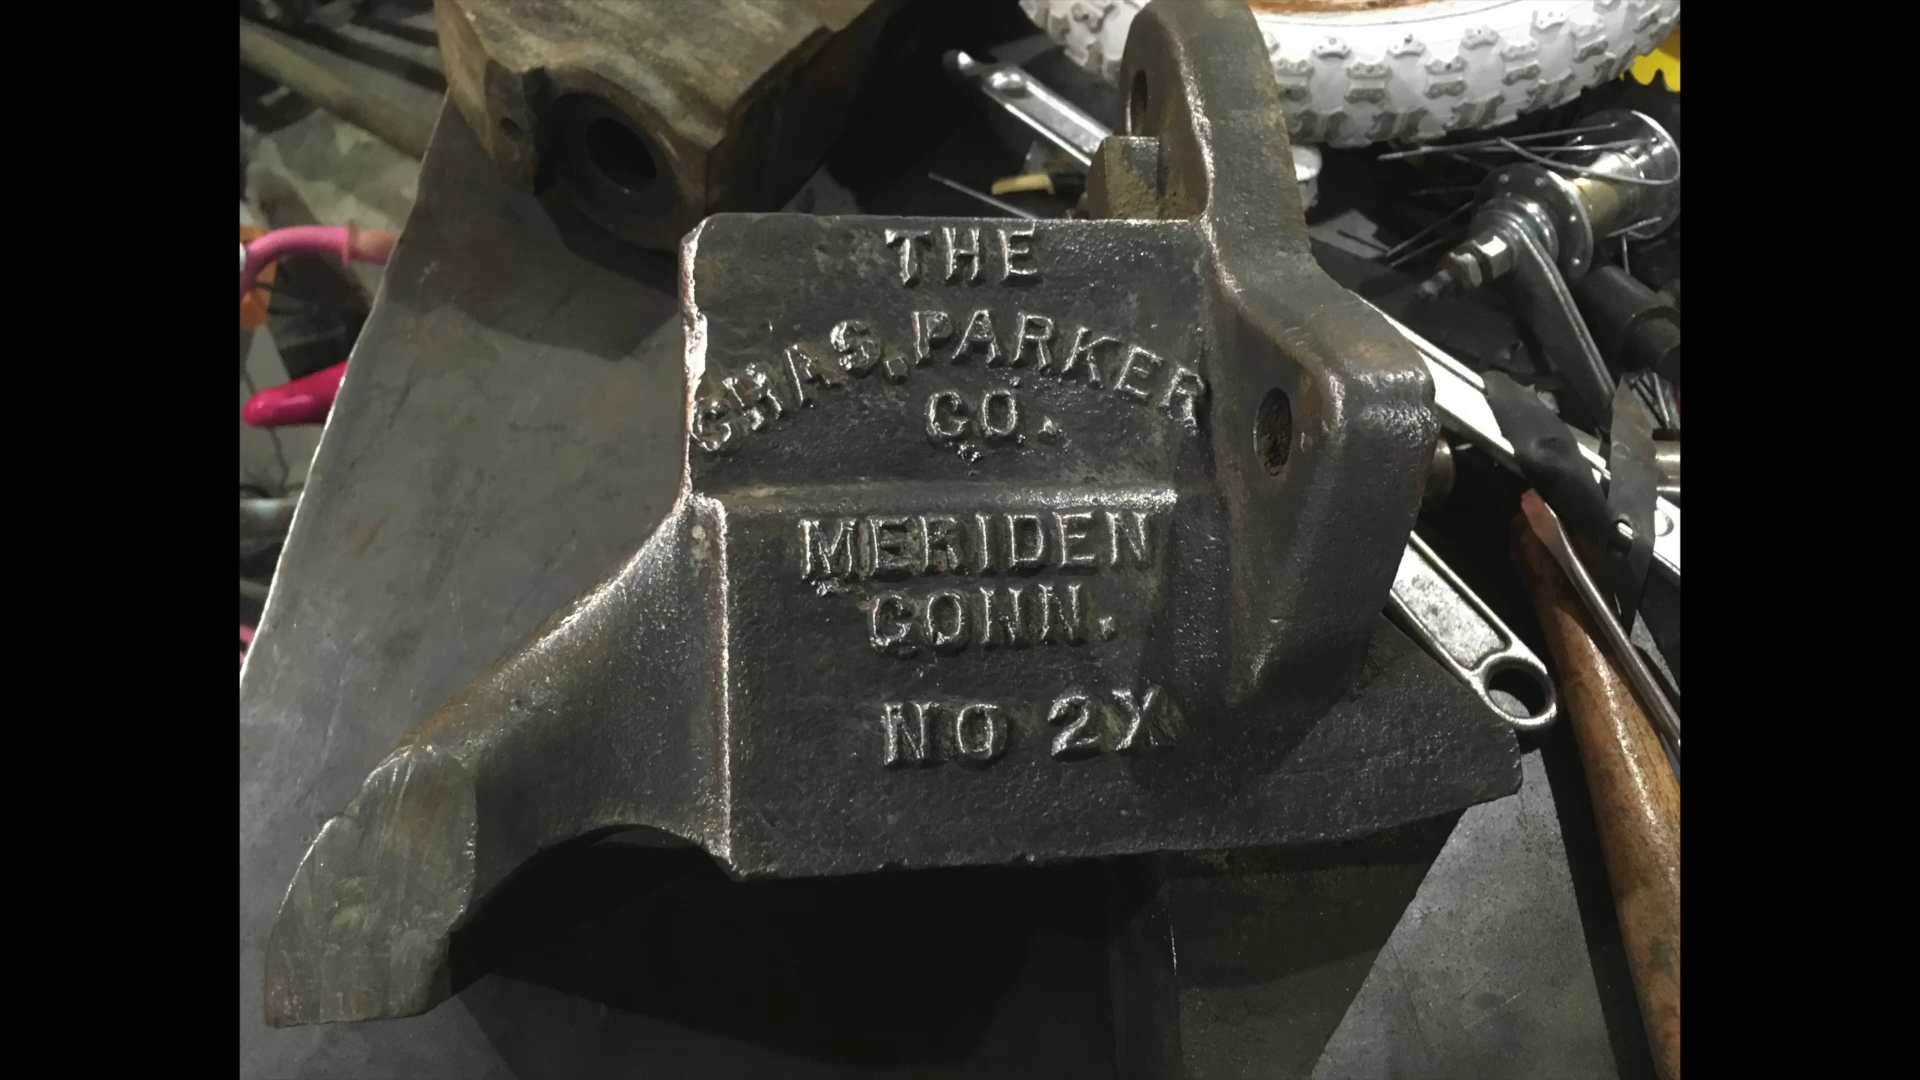 THE
CHAS. PARKER
CO.
MERIDEN
CONN.
NO 2X